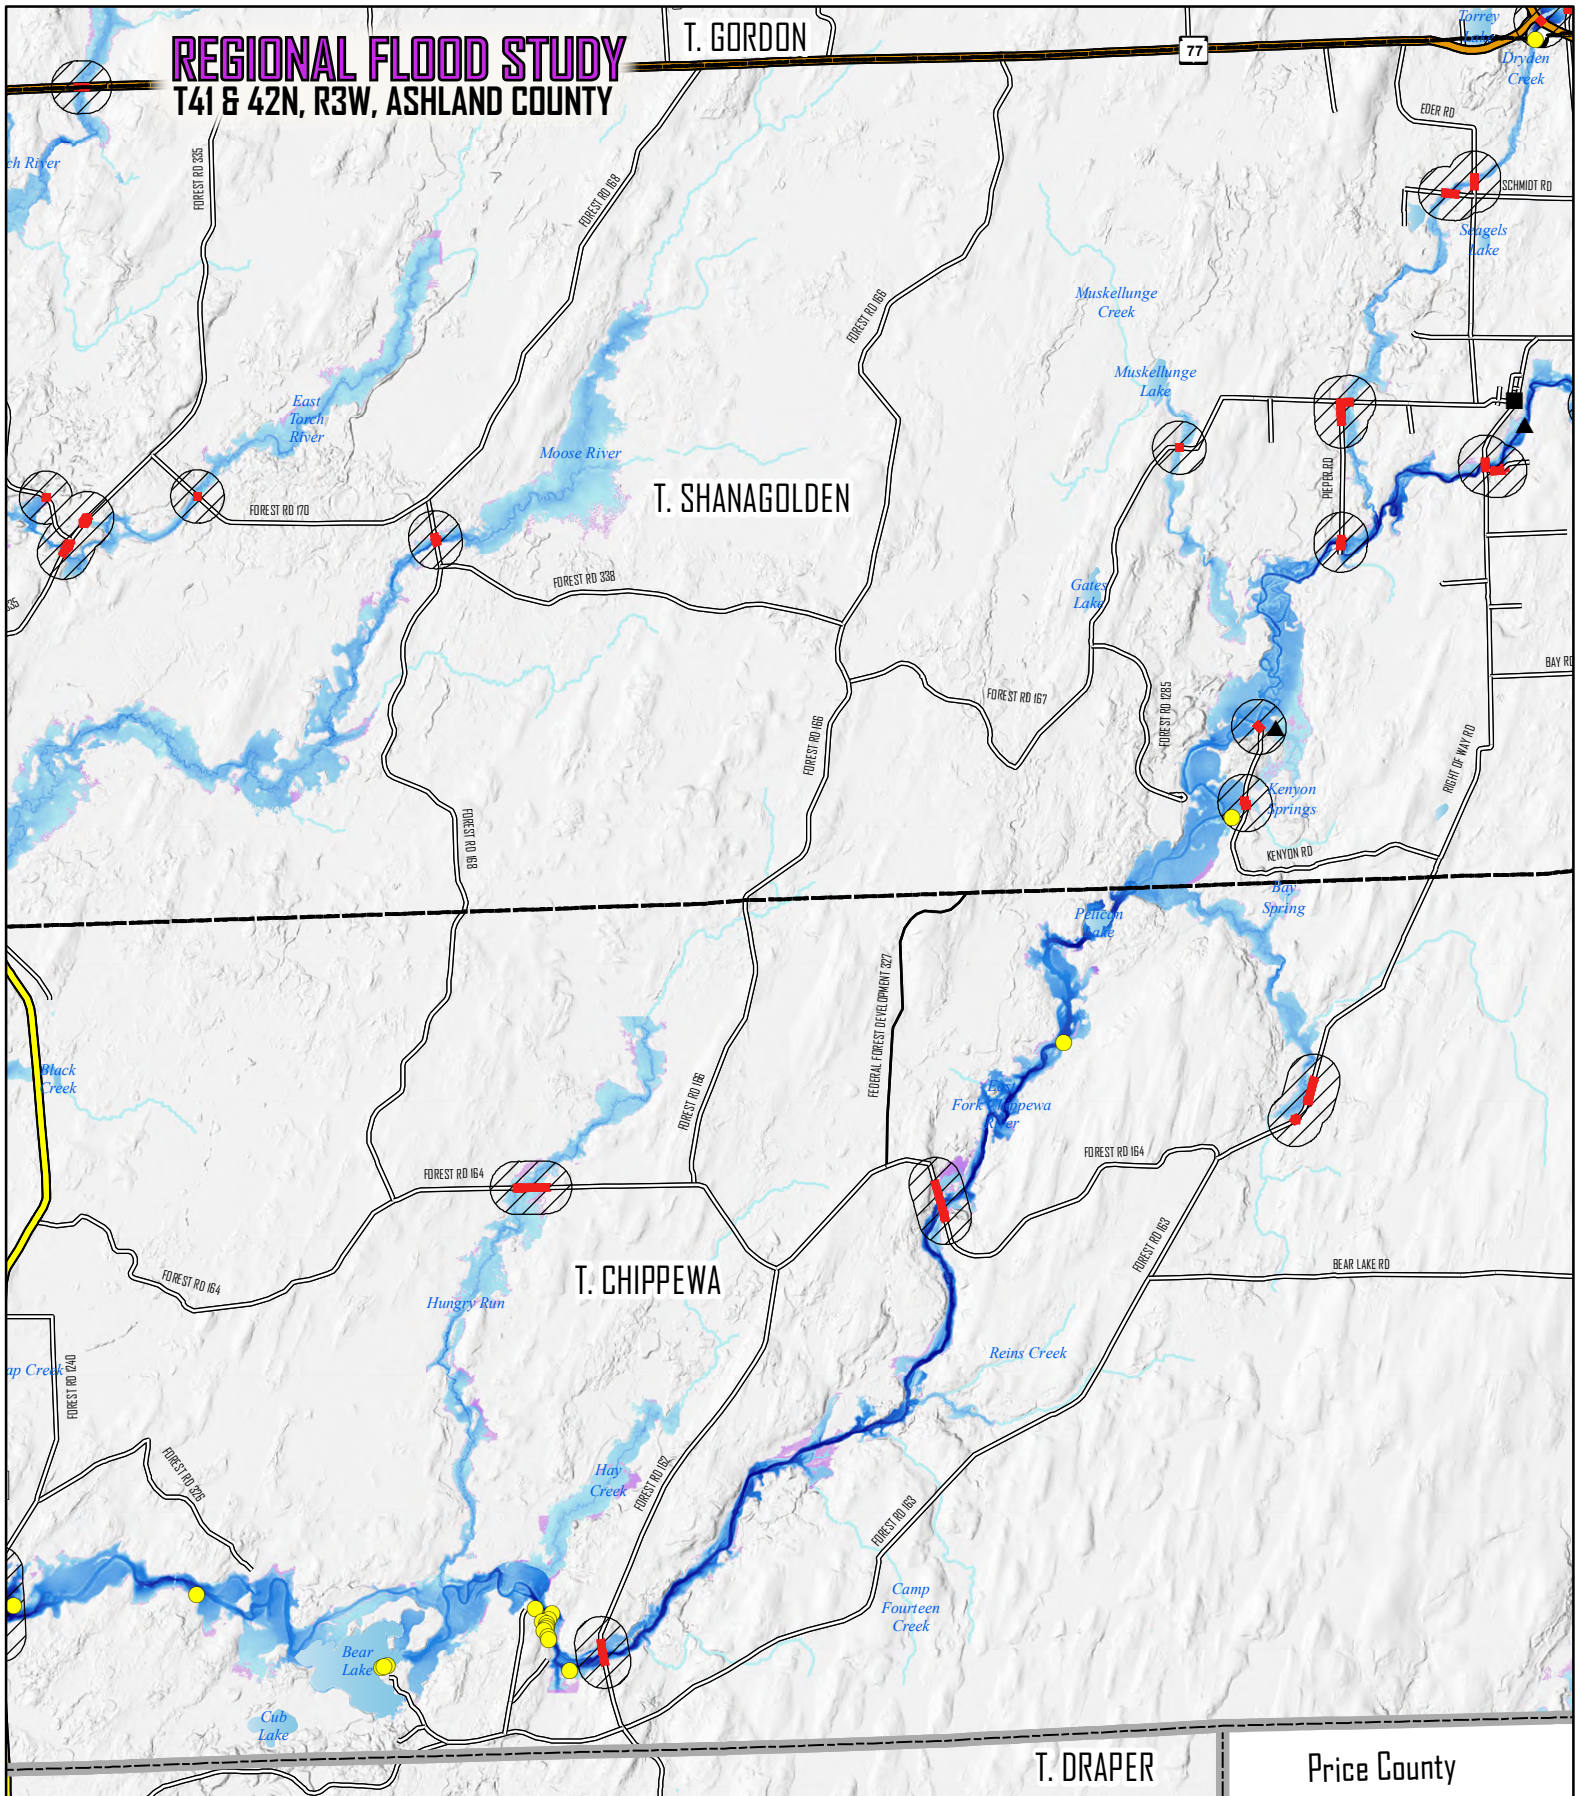 REGIONAL FLOOD STUDY
T41 & 42N, R3W, ASHLAND COUNTY
T. GORDON
77
Torrey
Lake
Dryden
Creek
EDER RD
SCHMIDT RD
Seagels
Lake
ch River
FOREST RD 335
FOREST RD 168
FOREST RD 166
Muskellunge
Creek
Muskellunge
Lake
East
Torch
River
Moose River
T. SHANAGOLDEN
FOREST RD 170
PIEPER RD
FOREST RD 338
Gates
Lake
335
BAY RD
FOREST RD 167
FOREST RD 1285
FOREST RD 166
RIGHT OF WAY RD
Kenyon
Springs
FOREST RD 168
KENYON RD
Bay
Spring
Pelican
Lake
FEDERAL FOREST DEVELOPMENT 327
Black
Creek
East
Fork Chippewa
River
FOREST RD 166
FOREST RD 164
FOREST RD 164
FOREST RD 163
BEAR LAKE RD
FOREST RD 164
T. CHIPPEWA
Hungry Run
Reins Creek
ap Creek
FOREST RD 1240
FOREST RD 326
Hay
Creek
FOREST RD 162
FOREST RD 163
Camp
Fourteen
Creek
Bear
Lake
Cub
Lake
T. DRAPER
Price County